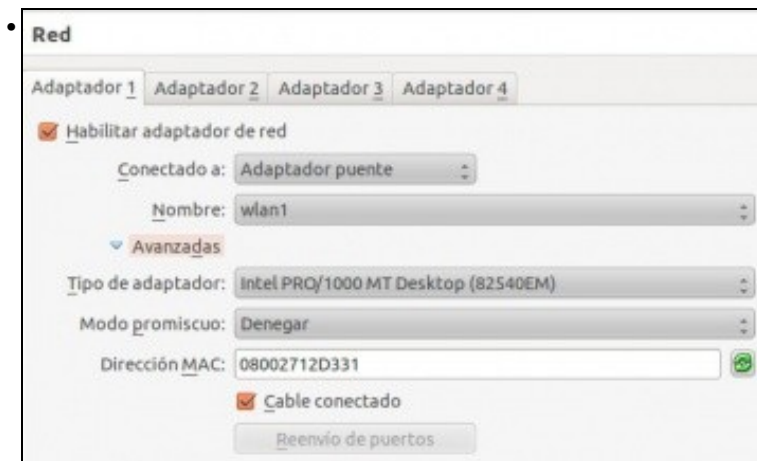 Red
Adaptador 1 Adaptador 2 Adaptador 3 Adaptador 4
Habilitar adaptador de red
Conectado a: Adaptador puente
Nombre: wlan1
Avanzadas
Tipo de adaptador: Intel PRO/1000 MT Desktop (82540EM)
Modo promiscuo: Denegar
Dirección MAC: 08002712D331
Cable conectado
Reenvío de puertos